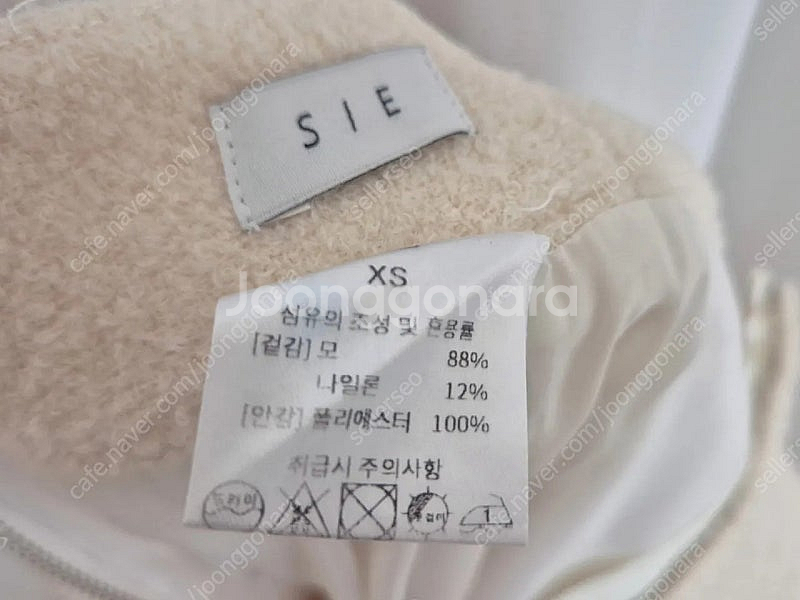 SIE
XS
Joonggonara
섬유의 조성 및 혼용률
[겉감] 모 88%
나일론 12%
[안감] 폴리에스터 100%
취급시 주의사항
드라이
1
cafe.naver.com/joonggonara
sellerseo